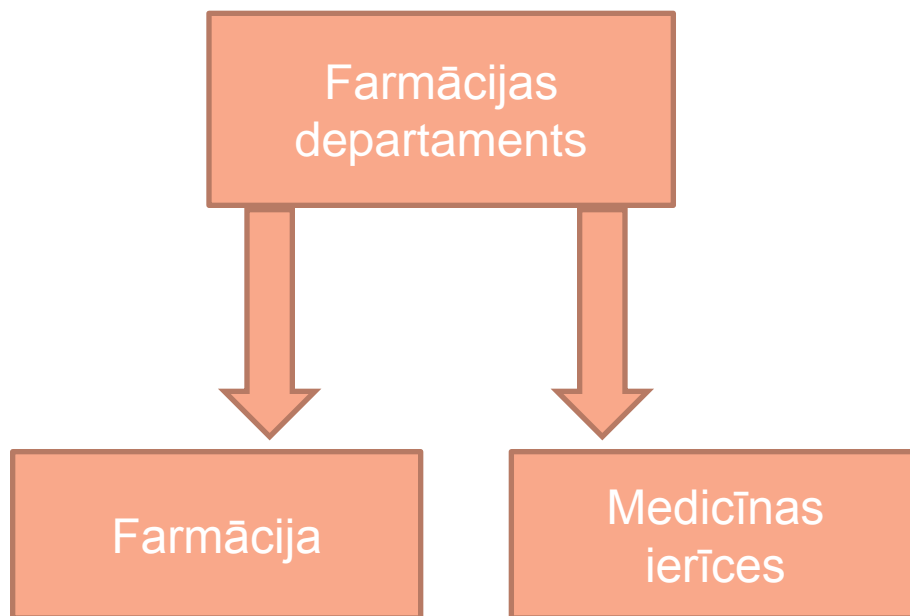 Farmācijas
departaments
Farmācija
Medicīnas
ierīces